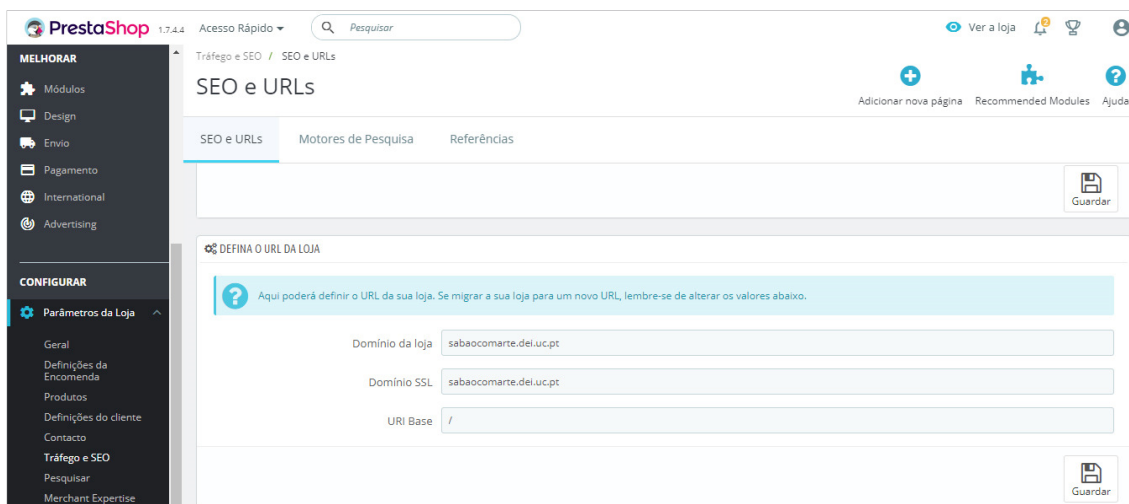 PrestaShop 1.7.4.4 Acesso Rápido Pesquisar Ver a loja 2
MELHORAR
Módulos
Design
Envio
Pagamento
International
Advertising
CONFIGURAR
Parâmetros da Loja
Geral
Definições da
Encomenda
Produtos
Definições do cliente
Contacto
Tráfego e SEO
Pesquisar
Merchant Expertise
Tráfego e SEO / SEO e URLs
SEO e URLs
Adicionar nova página Recommended Modules Ajuda
SEO e URLs Motores de Pesquisa Referências
Guardar
DEFINA O URL DA LOJA
Aqui poderá definir o URL da sua loja. Se migrar a sua loja para um novo URL, lembre-se de alterar os valores abaixo.
Domínio da loja sabaocomarte.dei.uc.pt
Domínio SSL sabaocomarte.dei.uc.pt
URI Base /
Guardar